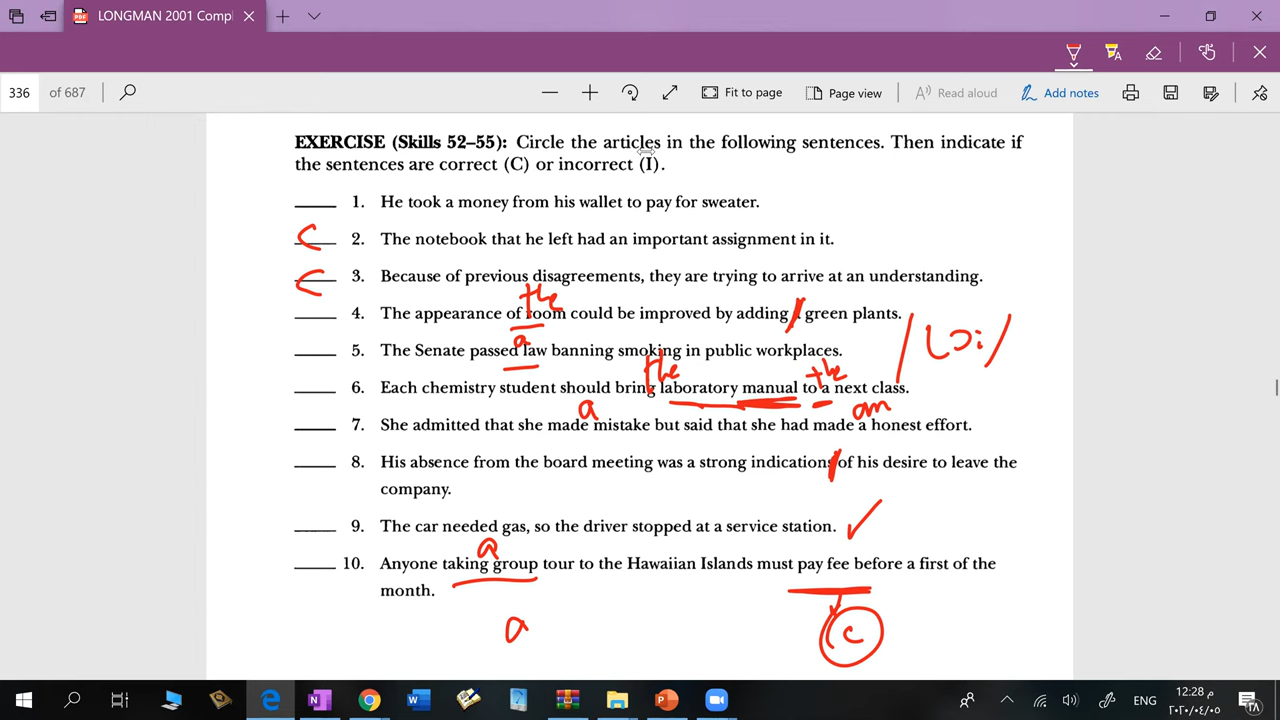 LONGMAN 2001 Compl
336 of 687
Fit to page
Page view
Read aloud
Add notes
EXERCISE (Skills 52–55): Circle the articles in the following sentences. Then indicate if
the sentences are correct (C) or incorrect (I).
1. He took a money from his wallet to pay for sweater.
C 2. The notebook that he left had an important assignment in it.
C 3. Because of previous disagreements, they are trying to arrive at an understanding.
the
4. The appearance of room could be improved by adding green plants.
a
5. The Senate passed law banning smoking in public workplaces.
the the
6. Each chemistry student should bring laboratory manual to a next class.
a an
7. She admitted that she made mistake but said that she had made a honest effort.
8. His absence from the board meeting was a strong indications of his desire to leave the
company.
9. The car needed gas, so the driver stopped at a service station.
a
10. Anyone taking group tour to the Hawaiian Islands must pay fee before a first of the
month.
a
C
ENG
12:28 م
٢٠٢٠/٠٤/٠٥